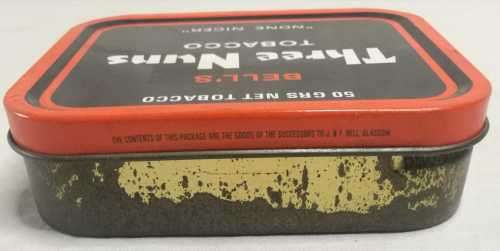 "NONE NICER"
TOBACCO
Three Nuns
BELL'S
50 GRS NET TOBACCO
THE CONTENTS OF THIS PACKAGE ARE THE GOODS OF THE SUCCESSORS TO J. & F. BELL, GLASGOW